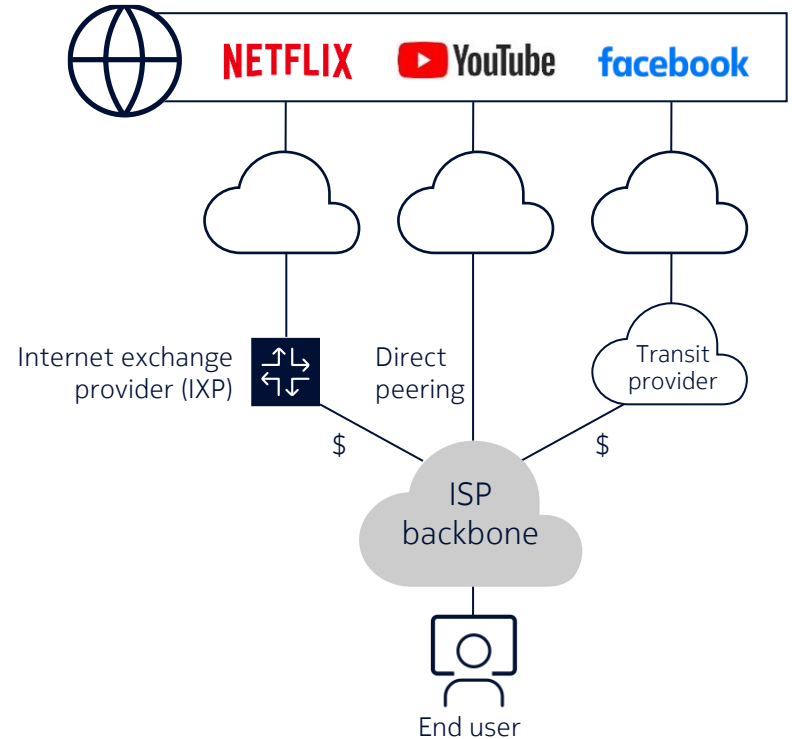 NETFLIX YouTube facebook
Internet exchange
provider (IXP)
Direct
peering
Transit
provider
$
$
ISP
backbone
End user